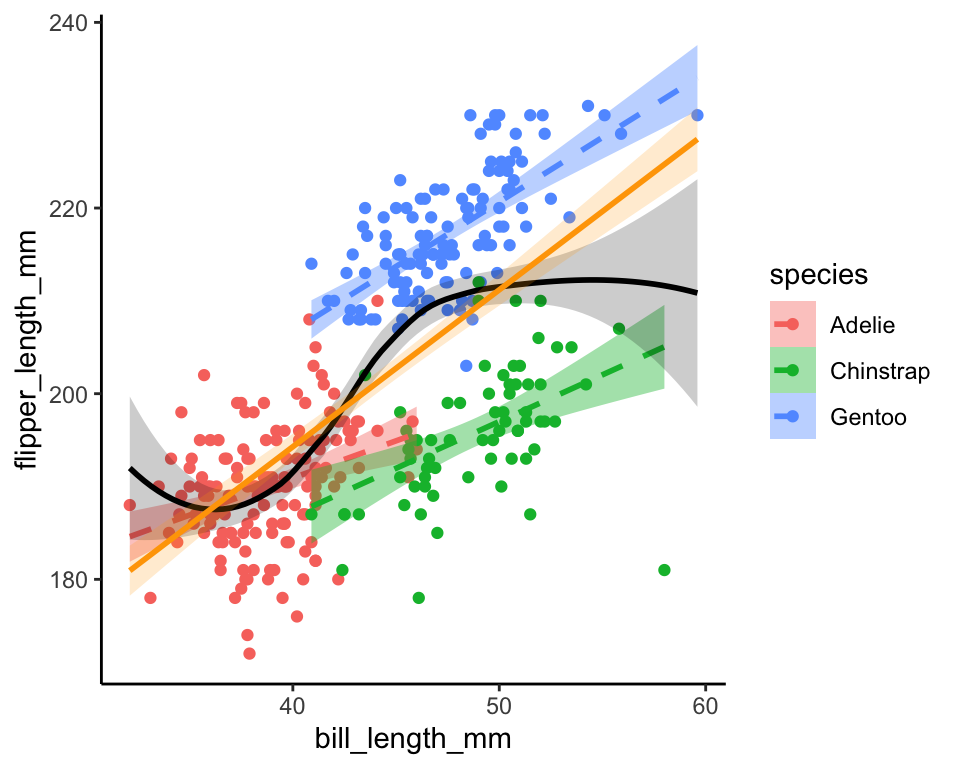 240
220
200
180
flipper_length_mm
40 50 60
bill_length_mm
species
Adelie
Chinstrap
Gentoo